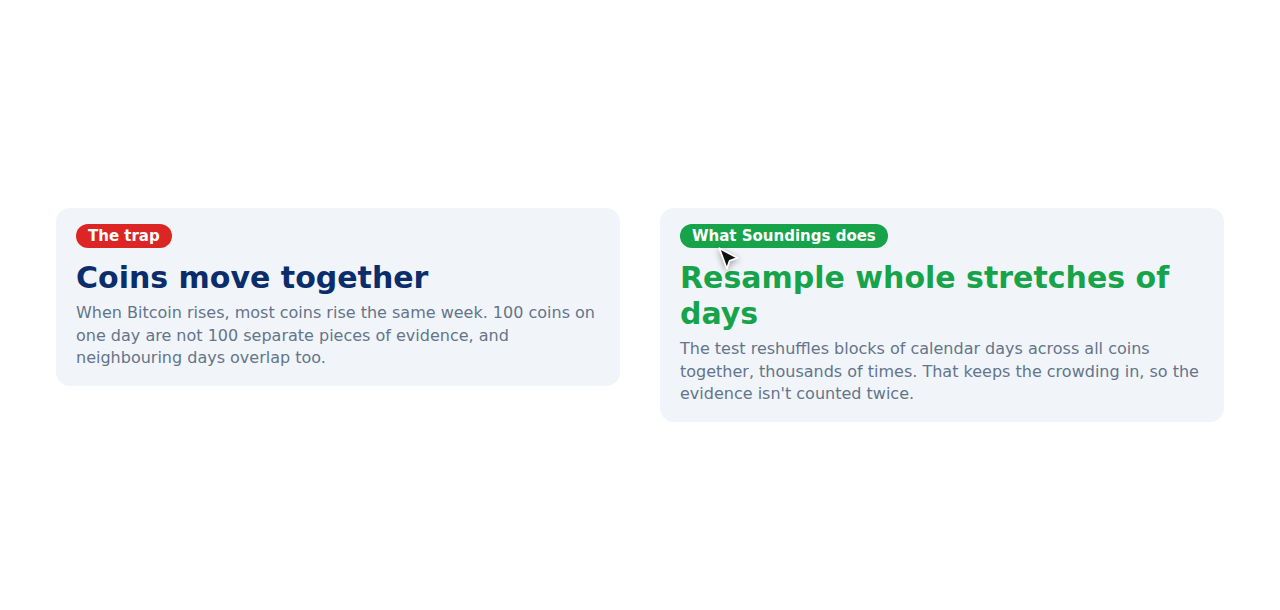 The trap
Coins move together
When Bitcoin rises, most coins rise the same week. 100 coins on
one day are not 100 separate pieces of evidence, and
neighbouring days overlap too.
What Soundings does
Resample whole stretches of
days
The test reshuffles blocks of calendar days across all coins
together, thousands of times. That keeps the crowding in, so the
evidence isn't counted twice.